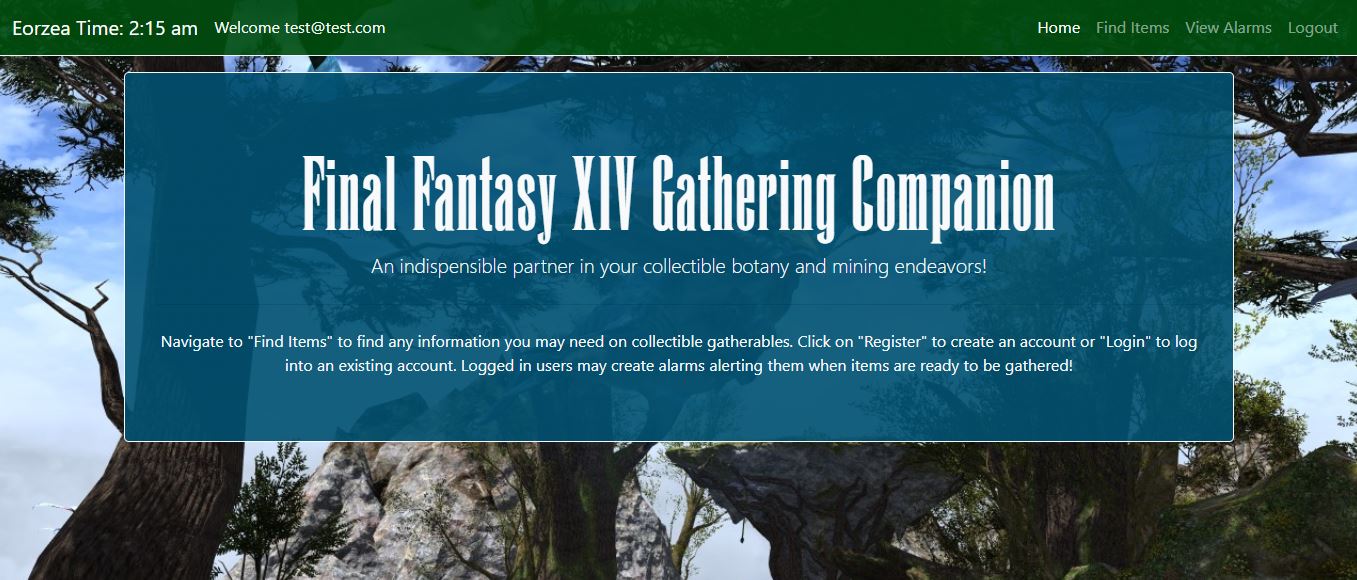 Eorzea Time: 2:15 am Welcome test@test.com Home Find Items View Alarms Logout
Final Fantasy XIV Gathering Companion
An indispensible partner in your collectible botany and mining endeavors!
Navigate to "Find Items" to find any information you may need on collectible gatherables. Click on "Register" to create an account or "Login" to log
into an existing account. Logged in users may create alarms alerting them when items are ready to be gathered!